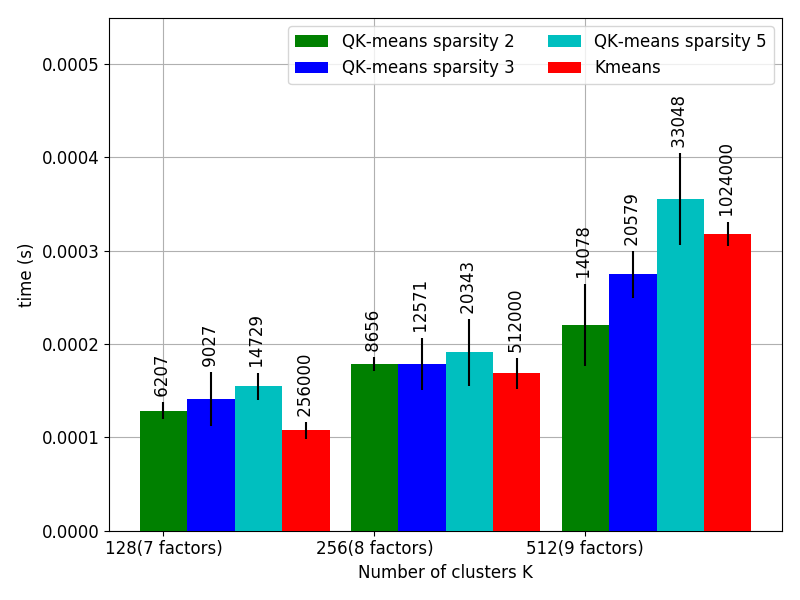 QK-means sparsity 2
QK-means sparsity 3
QK-means sparsity 5
Kmeans
time (s)
0.0005
0.0004
0.0003
0.0002
0.0001
0.0000
6207
9027
14729
256000
8656
12571
20343
512000
14078
20579
33048
1024000
128(7 factors)
256(8 factors)
512(9 factors)
Number of clusters K